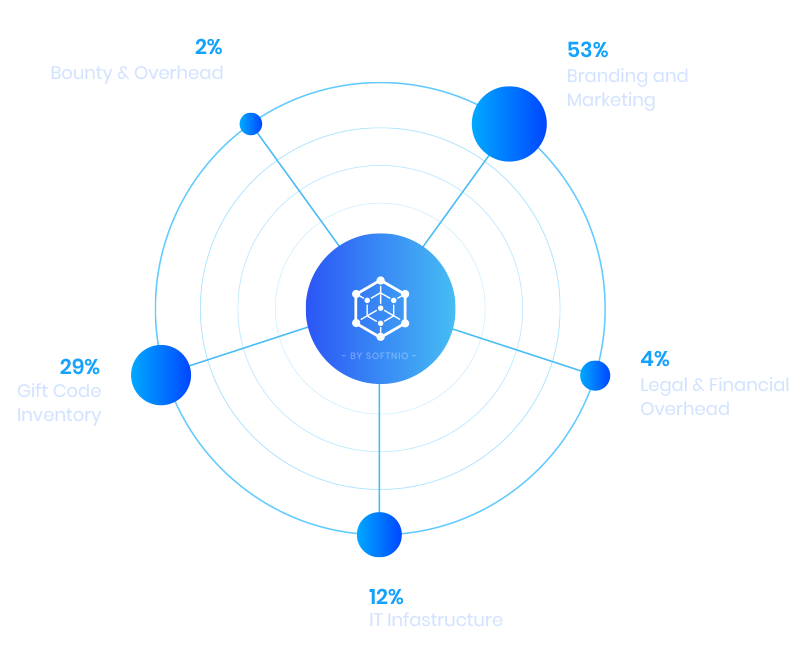 2%
Bounty & Overhead
53%
Branding and
Marketing
- BY SOFTNIO -
29%
Gift Code
Inventory
4%
Legal & Financial
Overhead
12%
IT Infastructure